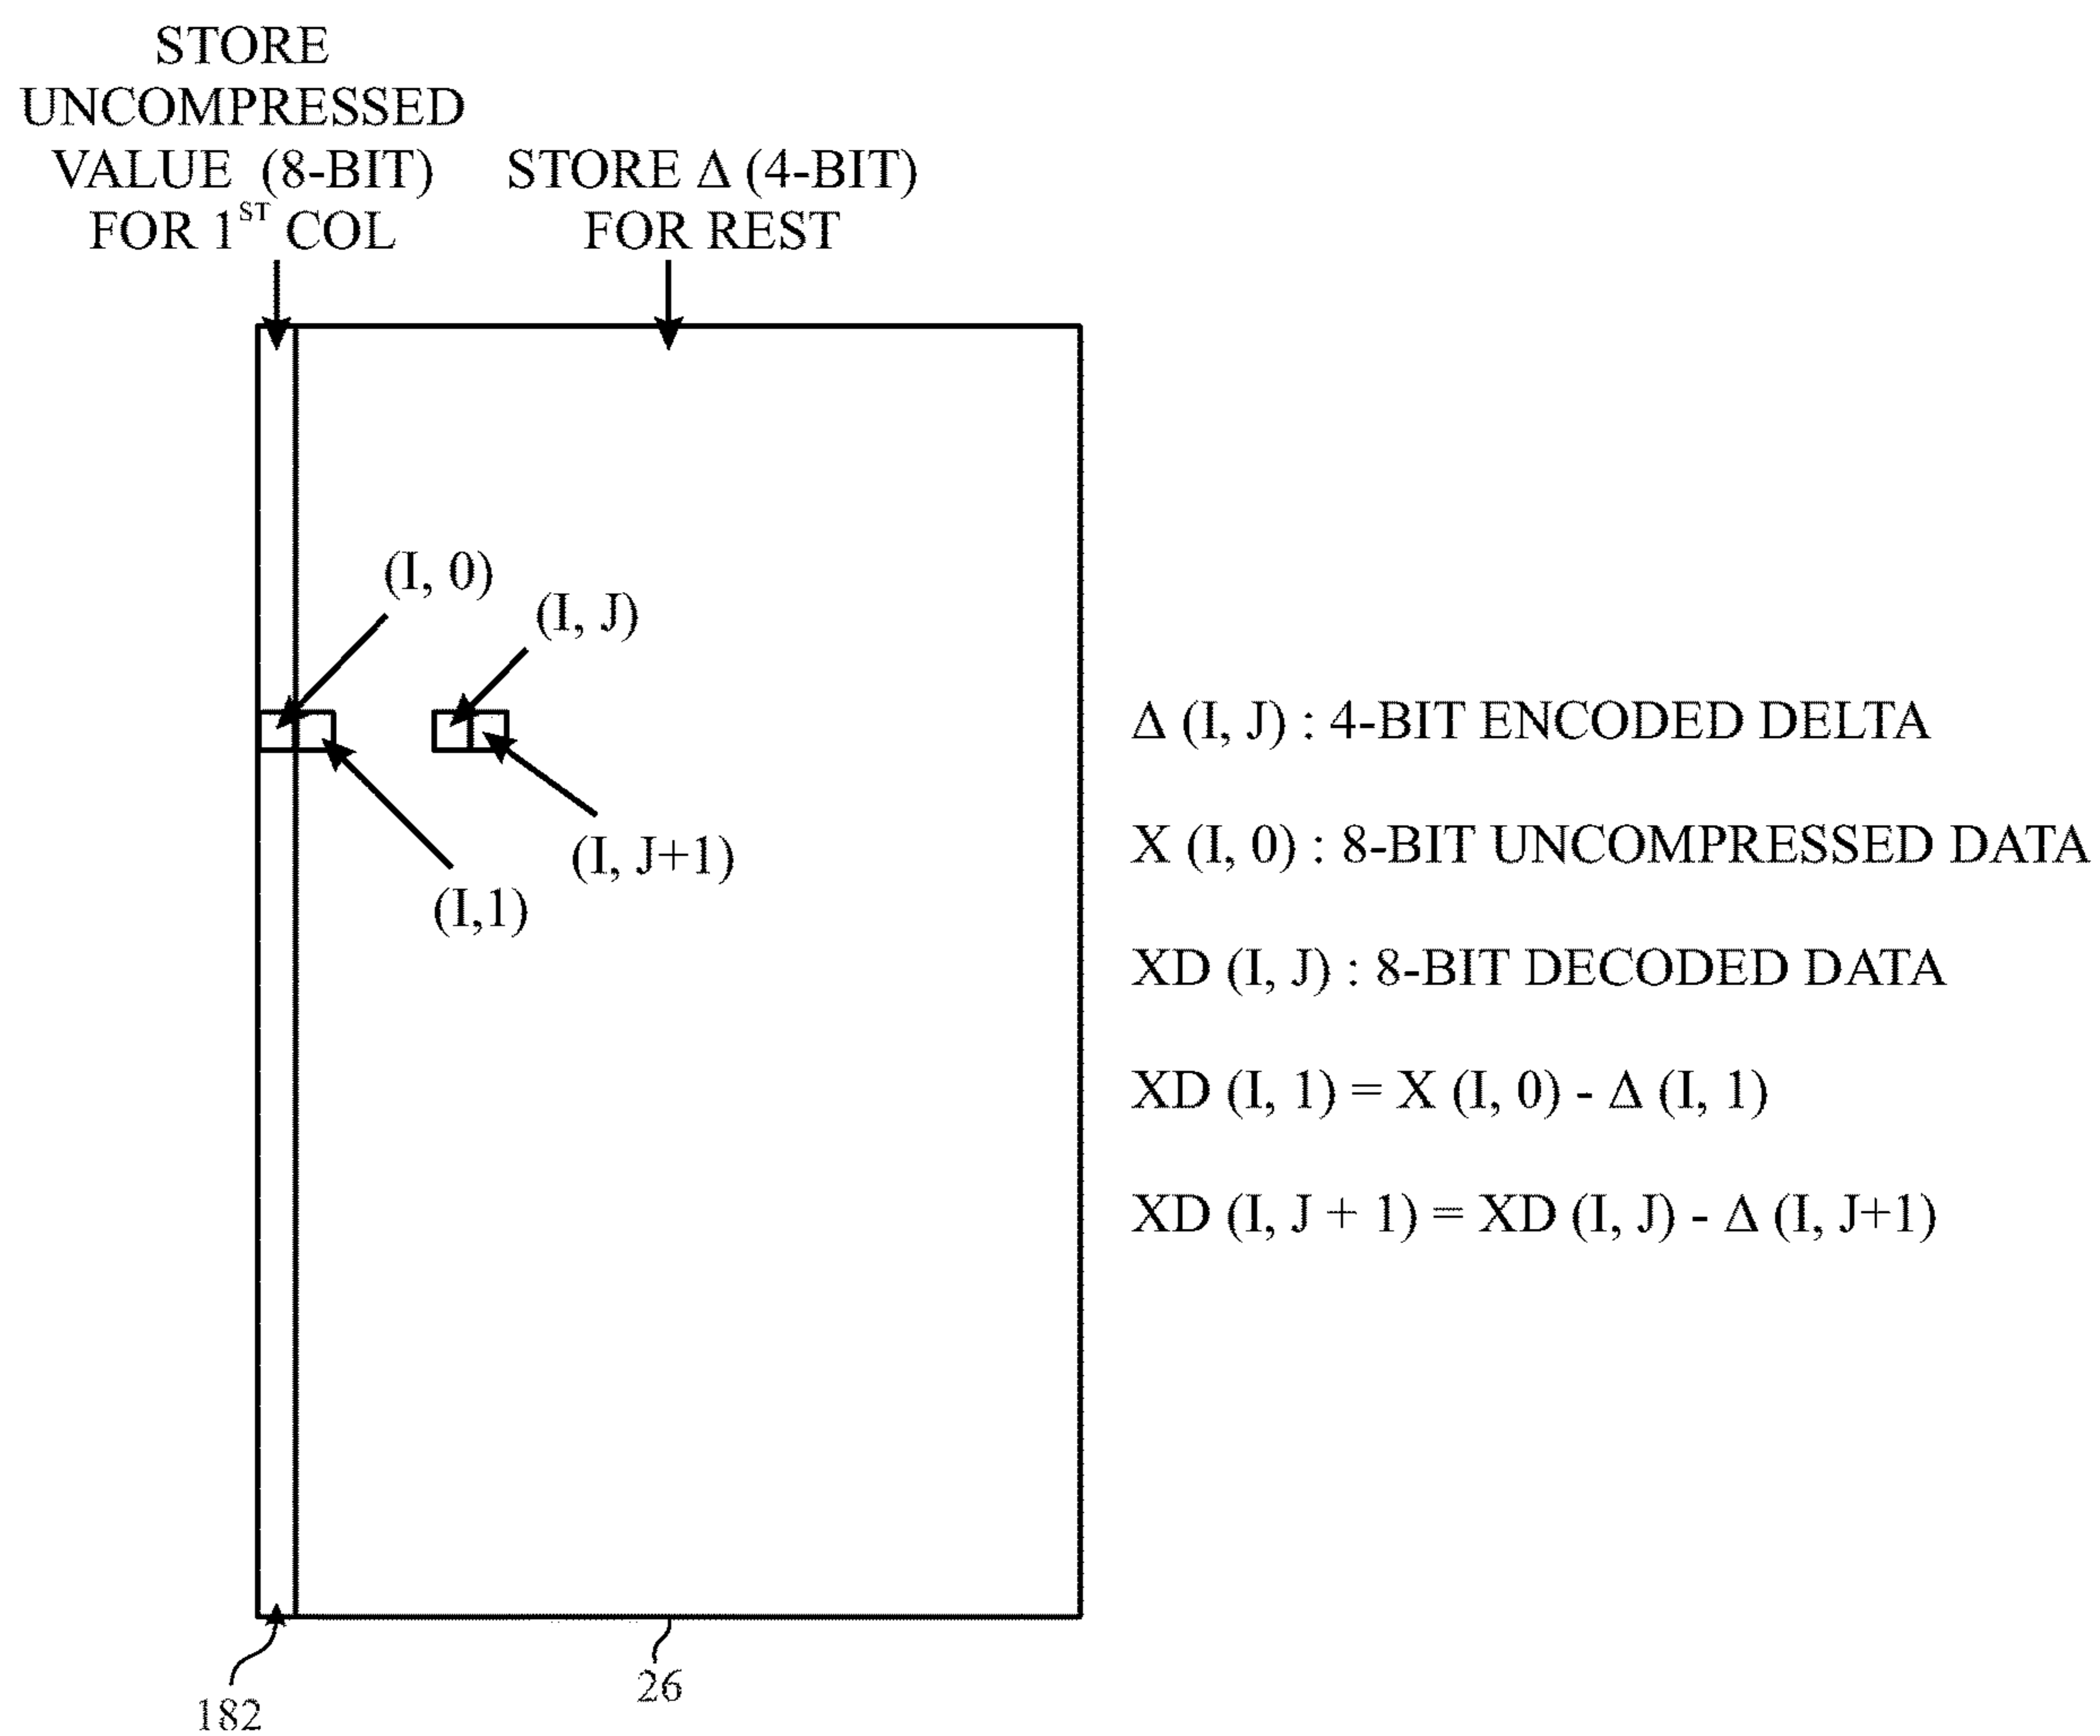 STORE
UNCOMPRESSED
VALUE (8-BIT)
FOR 1ST COL
STORE Δ (4-BIT)
FOR REST
(I, 0)
(I, J)
(I, J+1)
(I,1)
Δ (I, J) : 4-BIT ENCODED DELTA
X (I, 0) : 8-BIT UNCOMPRESSED DATA
XD (I, J) : 8-BIT DECODED DATA
XD (I, 1) = X (I, 0) - Δ (I, 1)
XD (I, J + 1) = XD (I, J) - Δ (I, J+1)
182
26